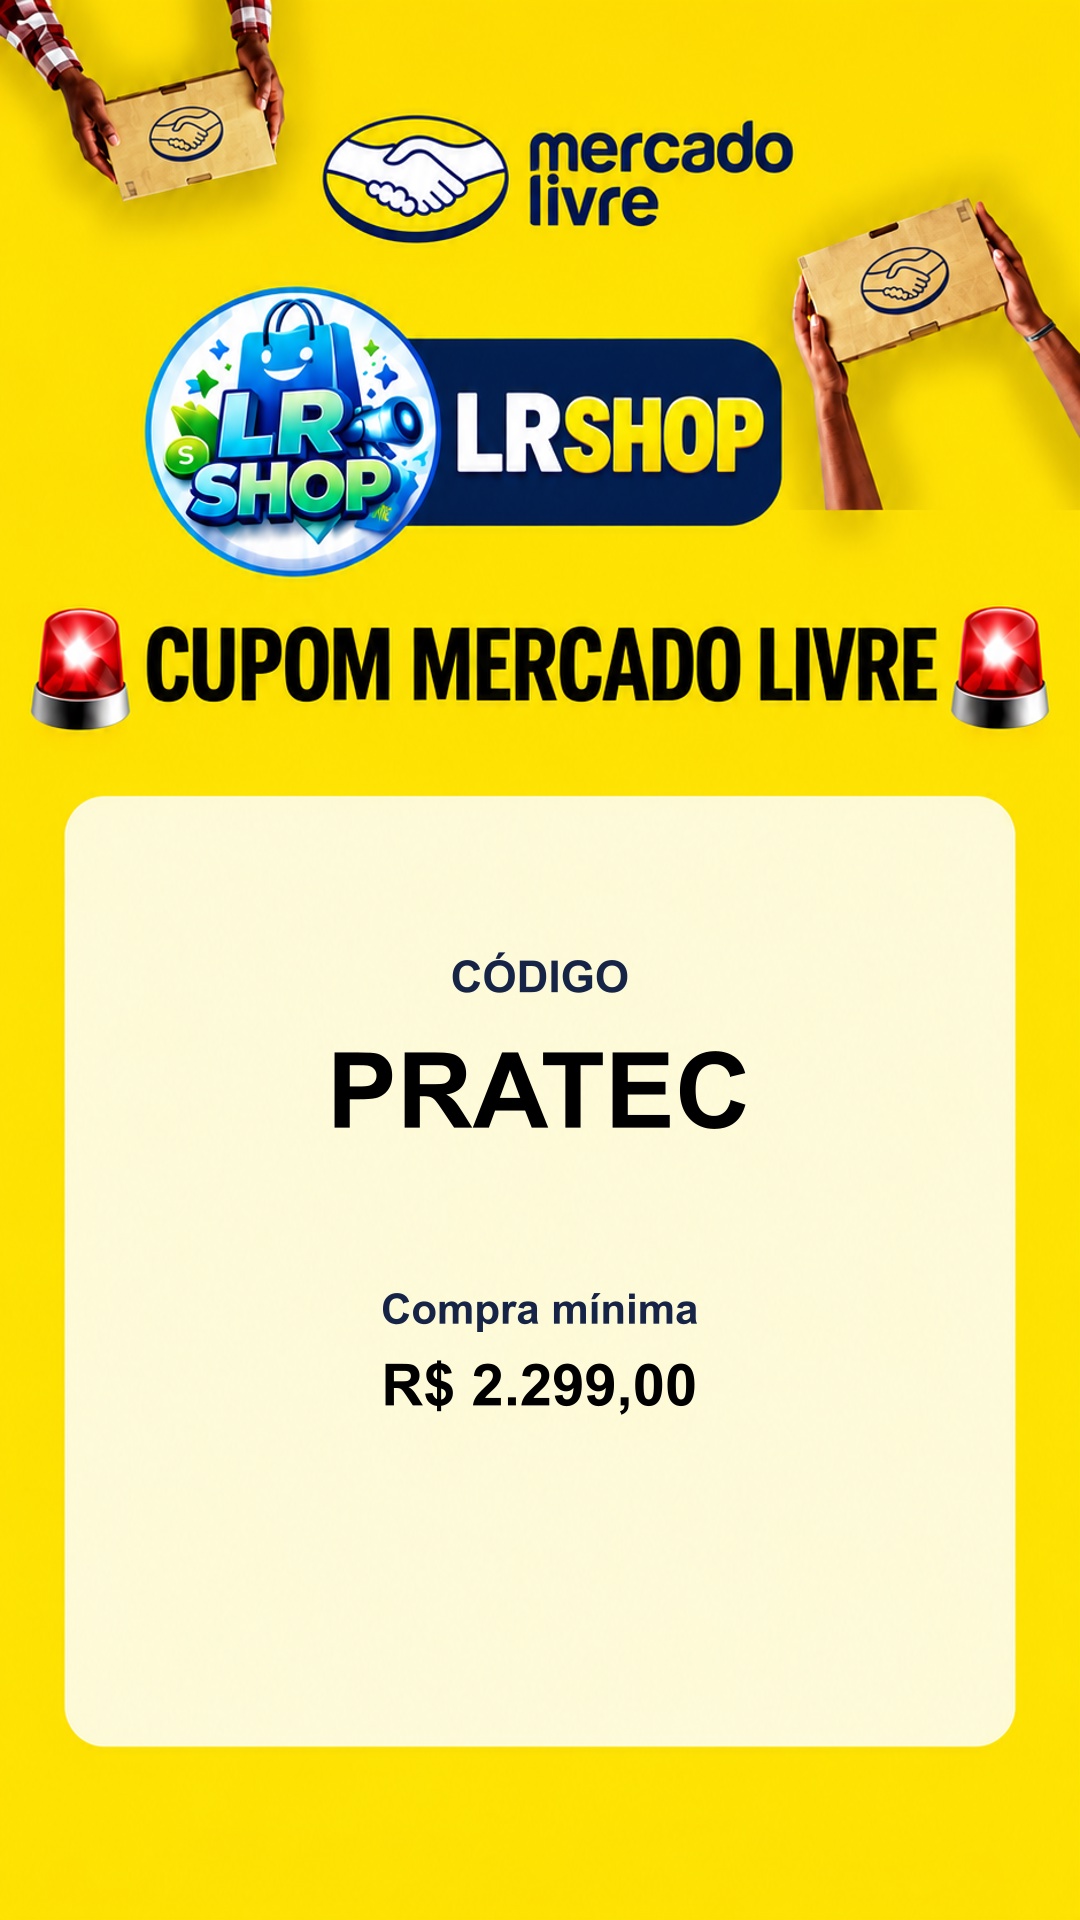 mercado
livre
LR
SHOP
S
LRSHOP
CUPOM MERCADO LIVRE
CÓDIGO
PRATEC
Compra mínima
R$ 2.299,00